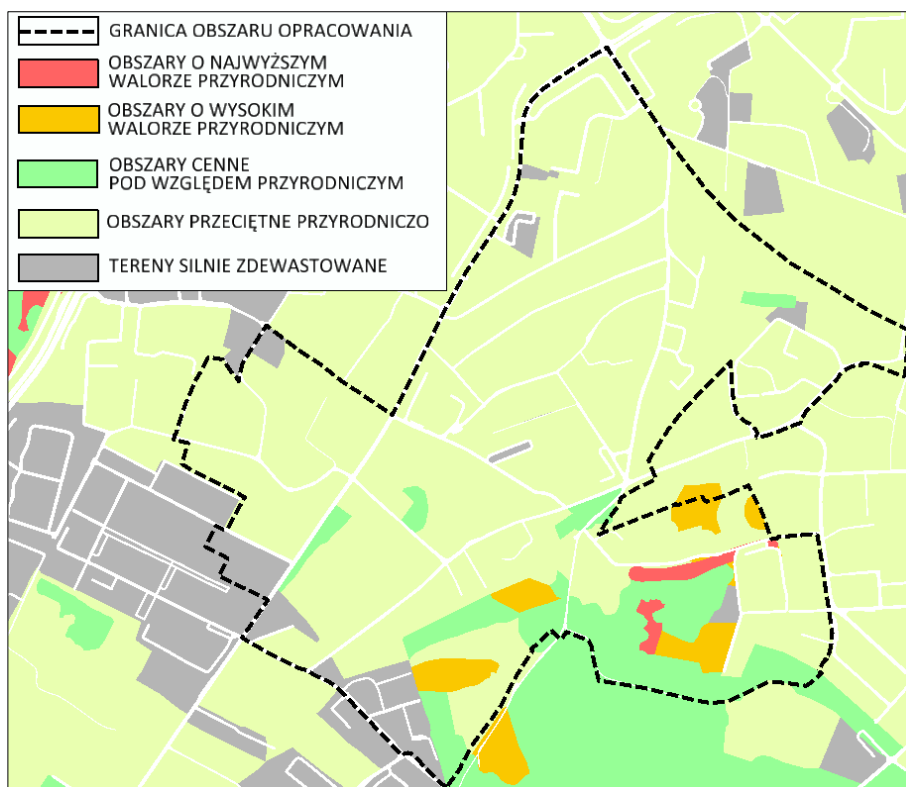 GRANICA OBSZARU OPRACOWANIA
OBSZARY O NAJWYŻSZYM
WALORZE PRZYRODNICZYM
OBSZARY O WYSOKIM
WALORZE PRZYRODNICZYM
OBSZARY CENNE
POD WZGLĘDEM PRZYRODNICZYM
OBSZARY PRZECIĘTNE PRZYRODNICZO
TERENY SILNIE ZDEWASTOWANE